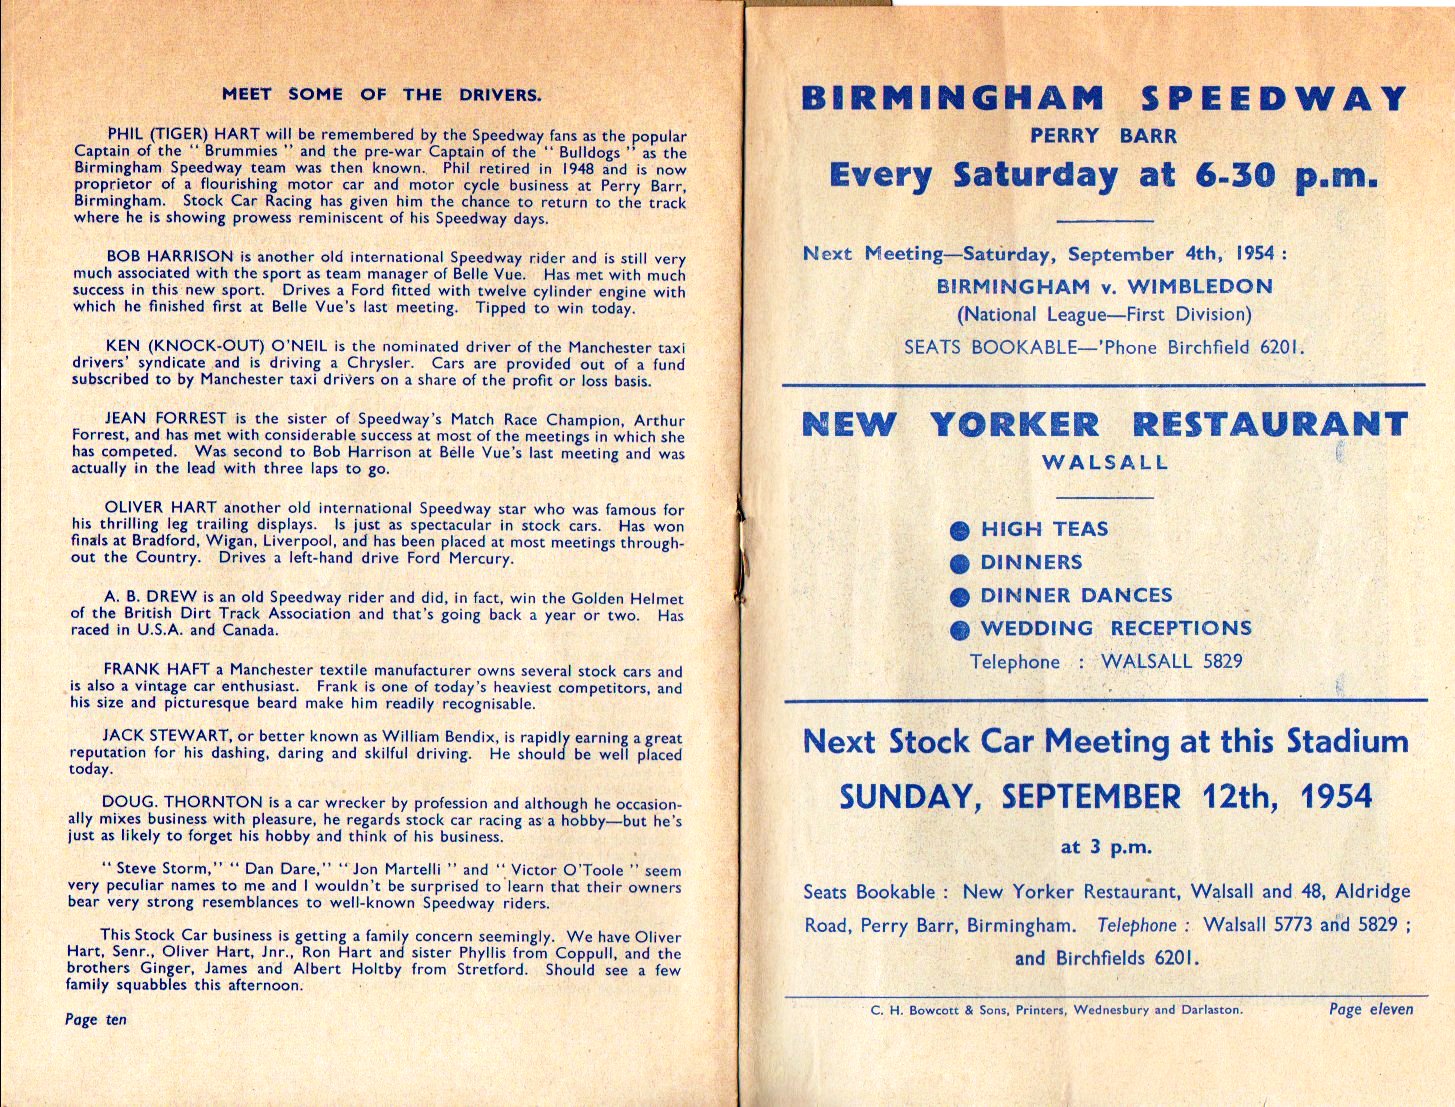 MEET SOME OF THE DRIVERS.
PHIL (TIGER) HART will be remembered by the Speedway fans as the popular
Captain of the " Brummies " and the pre-war Captain of the " Bulldogs " as the
Birmingham Speedway team was then known. Phil retired in 1948 and is now
proprietor of a flourishing motor car and motor cycle business at Perry Barr,
Birmingham. Stock Car Racing has given him the chance to return to the track
where he is showing prowess reminiscent of his Speedway days.
BOB HARRISON is another old international Speedway rider and is still very
much associated with the sport as team manager of Belle Vue. Has met with much
success in this new sport. Drives a Ford fitted with twelve cylinder engine with
which he finished first at Belle Vue's last meeting. Tipped to win today.
KEN (KNOCK-OUT) O'NEIL is the nominated driver of the Manchester taxi
drivers' syndicate and is driving a Chrysler. Cars are provided out of a fund
subscribed to by Manchester taxi drivers on a share of the profit or loss basis.
JEAN FORREST is the sister of Speedway's Match Race Champion, Arthur
Forrest, and has met with considerable success at most of the meetings in which she
has competed. Was second to Bob Harrison at Belle Vue's last meeting and was
actually in the lead with three laps to go.
OLIVER HART another old international Speedway star who was famous for
his thrilling leg trailing displays. Is just as spectacular in stock cars. Has won
finals at Bradford, Wigan, Liverpool, and has been placed at most meetings through-
out the Country. Drives a left-hand drive Ford Mercury.
A. B. DREW is an old Speedway rider and did, in fact, win the Golden Helmet
of the British Dirt Track Association and that's going back a year or two. Has
raced in U.S.A. and Canada.
FRANK HAFT a Manchester textile manufacturer owns several stock cars and
is also a vintage car enthusiast. Frank is one of today's heaviest competitors, and
his size and picturesque beard make him readily recognisable.
JACK STEWART, or better known as William Bendix, is rapidly earning a great
reputation for his dashing, daring and skilful driving. He should be well placed
today.
DOUG. THORNTON is a car wrecker by profession and although he occasion-
ally mixes business with pleasure, he regards stock car racing as a hobby—but he's
just as likely to forget his hobby and think of his business.
" Steve Storm," " Dan Dare," " Jon Martelli " and " Victor O'Toole " seem
very peculiar names to me and I wouldn't be surprised to learn that their owners
bear very strong resemblances to well-known Speedway riders.
This Stock Car business is getting a family concern seemingly. We have Oliver
Hart, Senr., Oliver Hart, Jnr., Ron Hart and sister Phyllis from Coppull, and the
brothers Ginger, James and Albert Holtby from Stretford. Should see a few
family squabbles this afternoon.
Page ten
BIRMINGHAM SPEEDWAY
PERRY BARR
Every Saturday at 6-30 p.m.
Next Meeting—Saturday, September 4th, 1954 :
BIRMINGHAM v. WIMBLEDON
(National League—First Division)
SEATS BOOKABLE—'Phone Birchfield 6201.
NEW YORKER RESTAURANT
WALSALL
● HIGH TEAS
● DINNERS
● DINNER DANCES
● WEDDING RECEPTIONS
Telephone : WALSALL 5829
Next Stock Car Meeting at this Stadium
SUNDAY, SEPTEMBER 12th, 1954
at 3 p.m.
Seats Bookable : New Yorker Restaurant, Walsall and 48, Aldridge
Road, Perry Barr, Birmingham. Telephone : Walsall 5773 and 5829 ;
and Birchfields 6201.
C. H. Bowcott & Sons, Printers, Wednesbury and Darlaston.
Page eleven